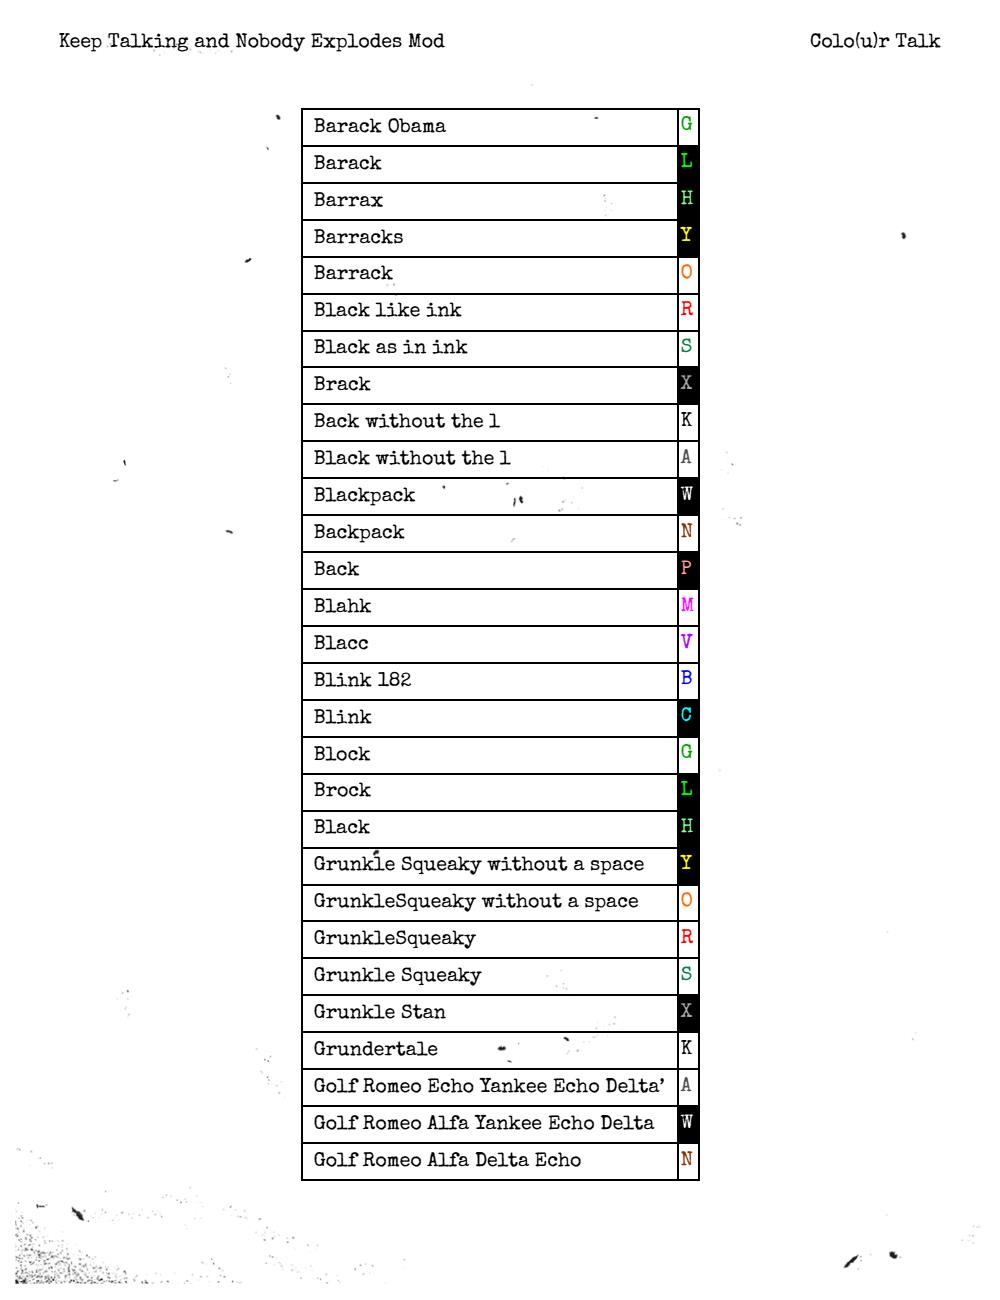 Keep Talking and Nobody Explodes Mod Colo(u)r Talk
Barack Obama G
Barack L
Barrax H
Barracks Y
Barrack O
Black like ink R
Black as in ink S
Brack X
Back without the l K
Black without the l A
Blackpack W
Backpack N
Back P
Blahk M
Blacc V
Blink 182 B
Blink C
Block G
Brock L
Black H
Grunkle Squeaky without a space Y
GrunkleSqueaky without a space O
GrunkleSqueaky R
Grunkle Squeaky S
Grunkle Stan X
Grundertale K
Golf Romeo Echo Yankee Echo Delta’ A
Golf Romeo Alfa Yankee Echo Delta W
Golf Romeo Alfa Delta Echo N